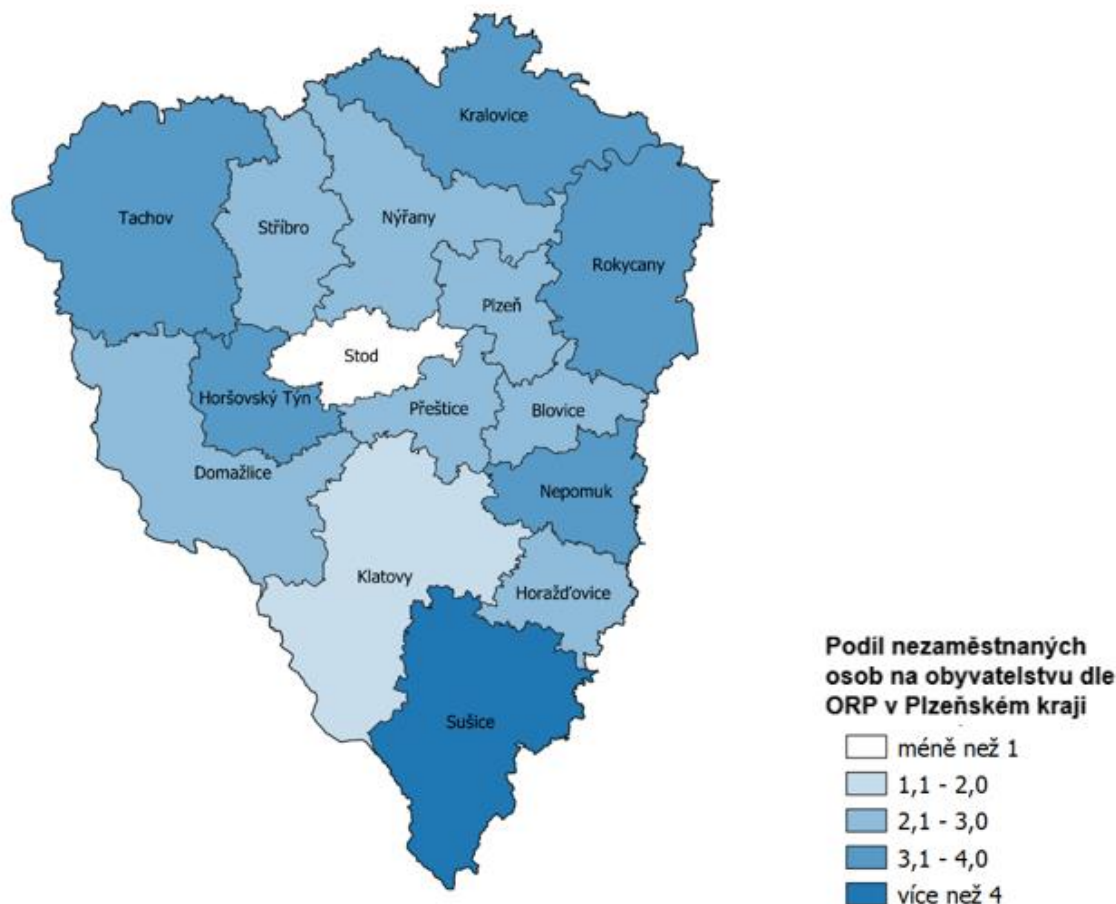 Kralovice
Tachov
Stříbro
Nýřany
Rokycany
Plzeň
Stod
Horšovský Týn
Přeštice
Blovice
Domažlice
Nepomuk
Klatovy
Horažďovice
Sušice
Podíl nezaměstnaných
osob na obyvatelstvu dle
ORP v Plzeňském kraji
méně než 1
1,1 - 2,0
2,1 - 3,0
3,1 - 4,0
více než 4